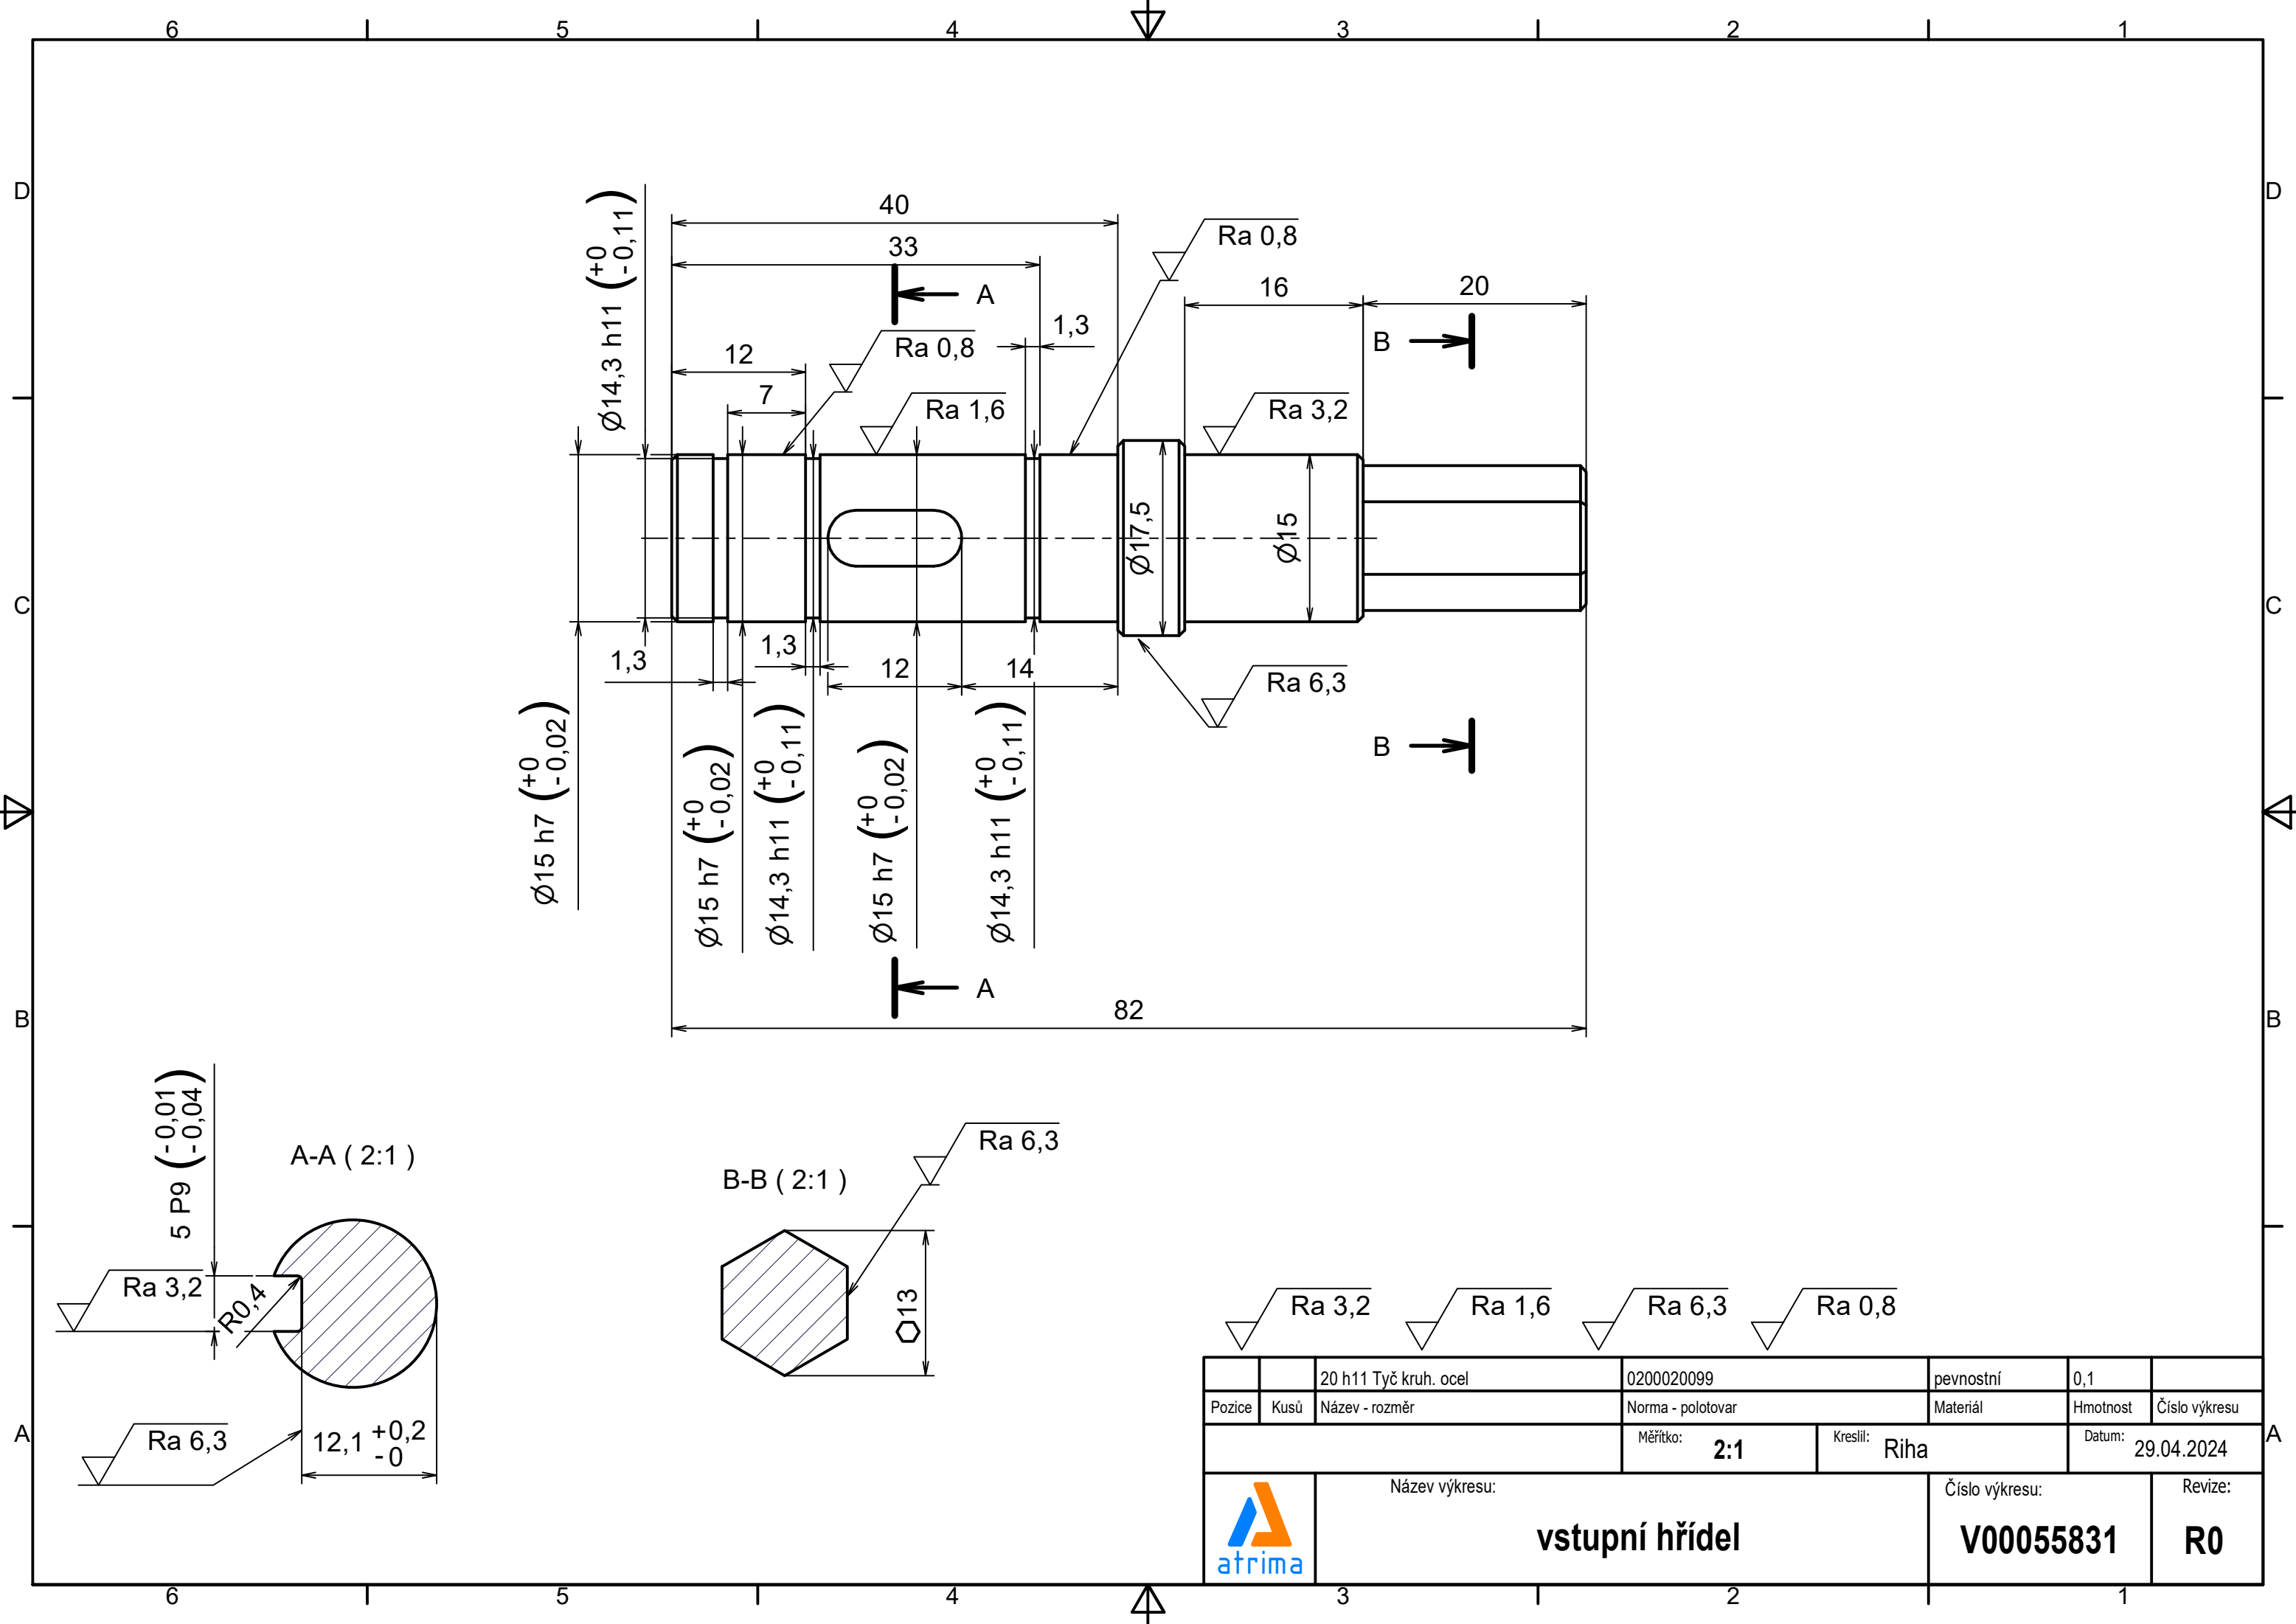 6 5 4 3 2 1
D D
C C
B B
A A
40
33
A
12
7
1,3
Ra 0,8
Ra 0,8
Ra 1,6
Ra 3,2
16
20
B
Ø14,3 h11 (+0 -0,11)
Ø17,5
Ø15
1,3
1,3
12
14
Ra 6,3
B
Ø15 h7 (+0 -0,02)
Ø15 h7 (+0 -0,02)
Ø14,3 h11 (+0 -0,11)
Ø15 h7 (+0 -0,02)
Ø14,3 h11 (+0 -0,11)
A
82
A-A ( 2:1 )
5 P9 (-0,01 -0,04)
Ra 3,2
R0,4
Ra 6,3
12,1 +0,2 -0
B-B ( 2:1 )
Ra 6,3
⬡13
Ra 3,2 Ra 1,6 Ra 6,3 Ra 0,8
20 h11 Tyč kruh. ocel 0200020099 pevnostní 0,1
Pozice Kusů Název - rozměr Norma - polotovar Materiál Hmotnost Číslo výkresu
Měřítko: 2:1 Kreslil: Riha Datum: 29.04.2024
Název výkresu: Číslo výkresu: Revize:
vstupní hřídel V00055831 R0
atrima
6 5 4 3 2 1